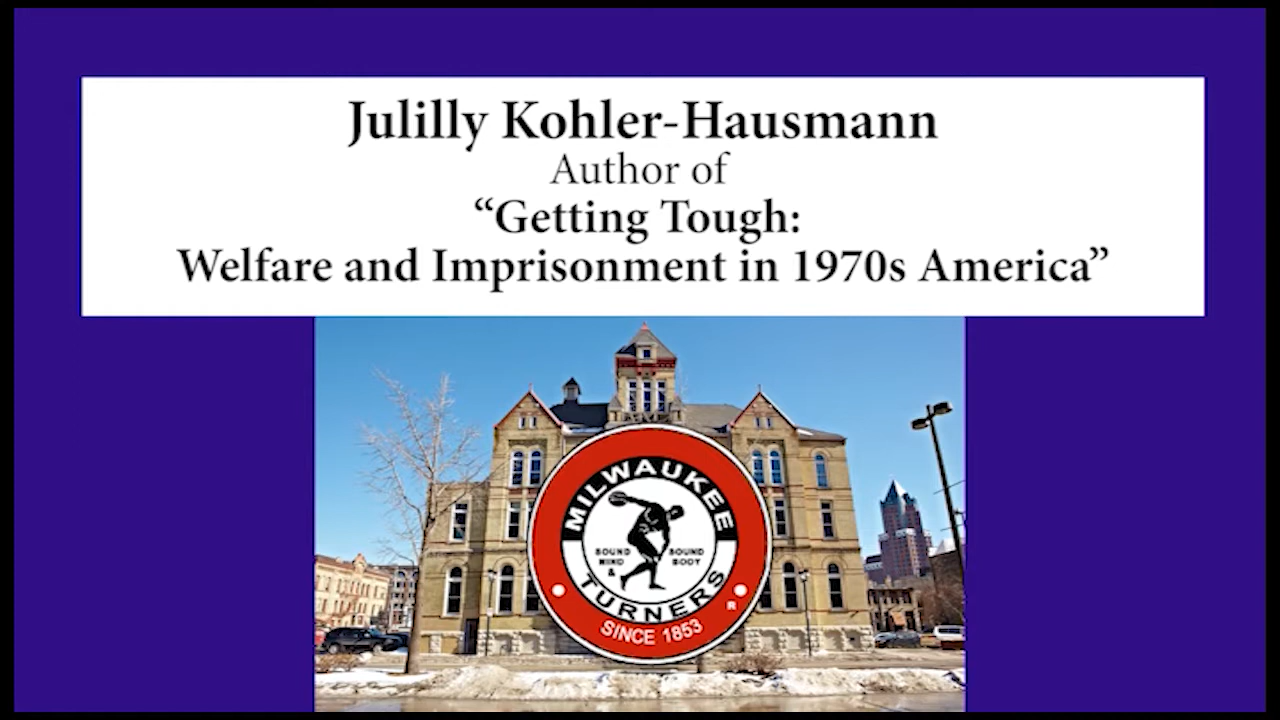 Julilly Kohler-Hausmann
Author of
“Getting Tough:
Welfare and Imprisonment in 1970s America”
MILWAUKEE
SOUND MIND & SOUND BODY
TURNERS
R
SINCE 1853